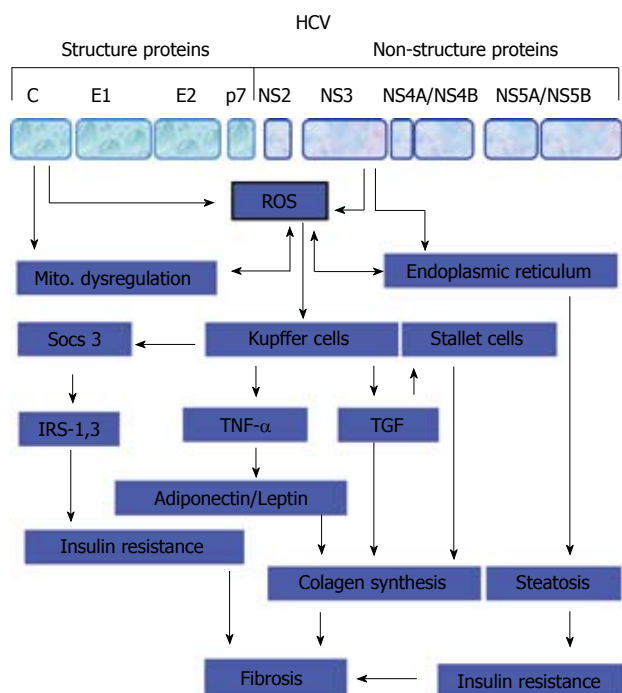 HCV
Structure proteins Non-structure proteins
C E1 E2 p7 NS2 NS3 NS4A/NS4B NS5A/NS5B
ROS
Mito. dysregulation Endoplasmic reticulum
Socs 3 Kupffer cells Stallet cells
IRS-1,3 TNF-α TGF
Adiponectin/Leptin
Insulin resistance
Colagen synthesis Steatosis
Fibrosis Insulin resistance